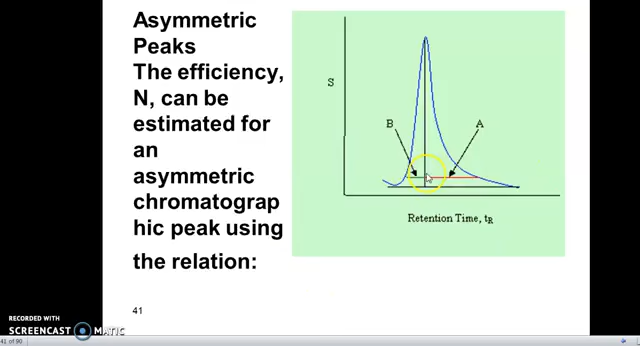 Asymmetric
Peaks
The efficiency,
N, can be
estimated for
an
asymmetric
chromatograp
hic peak using
the relation:
S
B
A
Retention Time, tR
41
RECORDED WITH
SCREENCAST MATIC
41 of 90